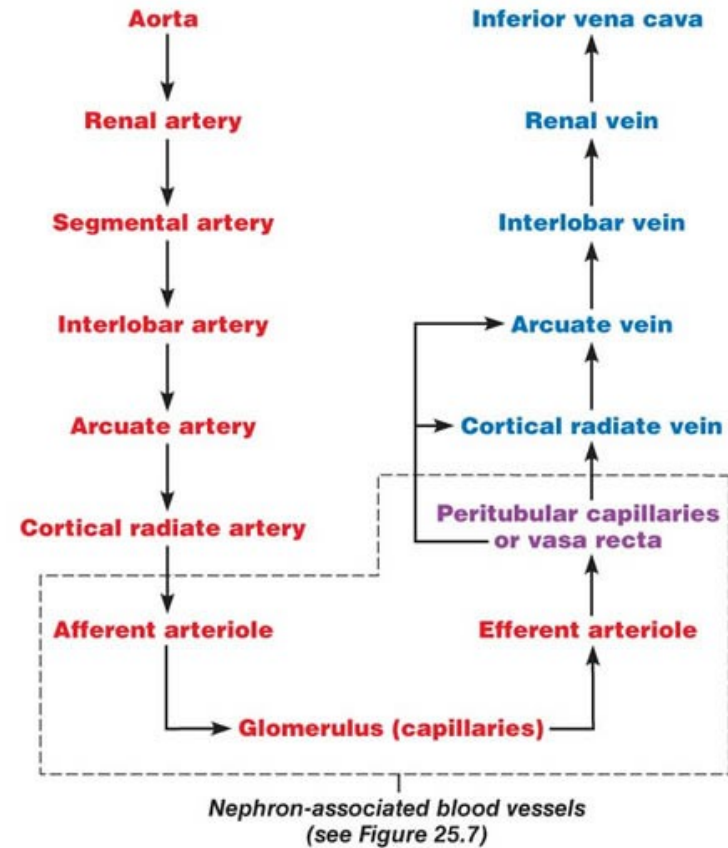 Aorta
Renal artery
Segmental artery
Interlobar artery
Arcuate artery
Cortical radiate artery
Afferent arteriole
Glomerulus (capillaries)
Efferent arteriole
Peritubular capillaries
or vasa recta
Cortical radiate vein
Arcuate vein
Interlobar vein
Renal vein
Inferior vena cava
Nephron-associated blood vessels
(see Figure 25.7)